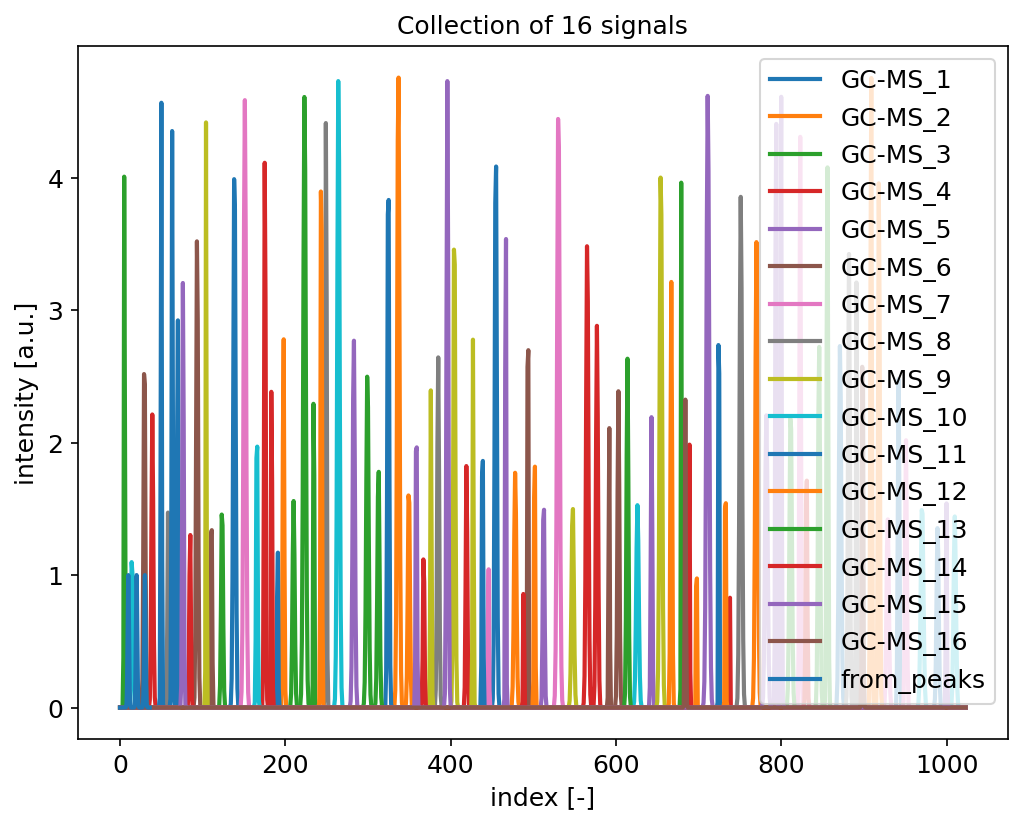 Collection of 16 signals
intensity [a.u.]
4
3
2
1
0
0 200 400 600 800 1000
index [-]
GC-MS_1
GC-MS_2
GC-MS_3
GC-MS_4
GC-MS_5
GC-MS_6
GC-MS_7
GC-MS_8
GC-MS_9
GC-MS_10
GC-MS_11
GC-MS_12
GC-MS_13
GC-MS_14
GC-MS_15
GC-MS_16
from_peaks